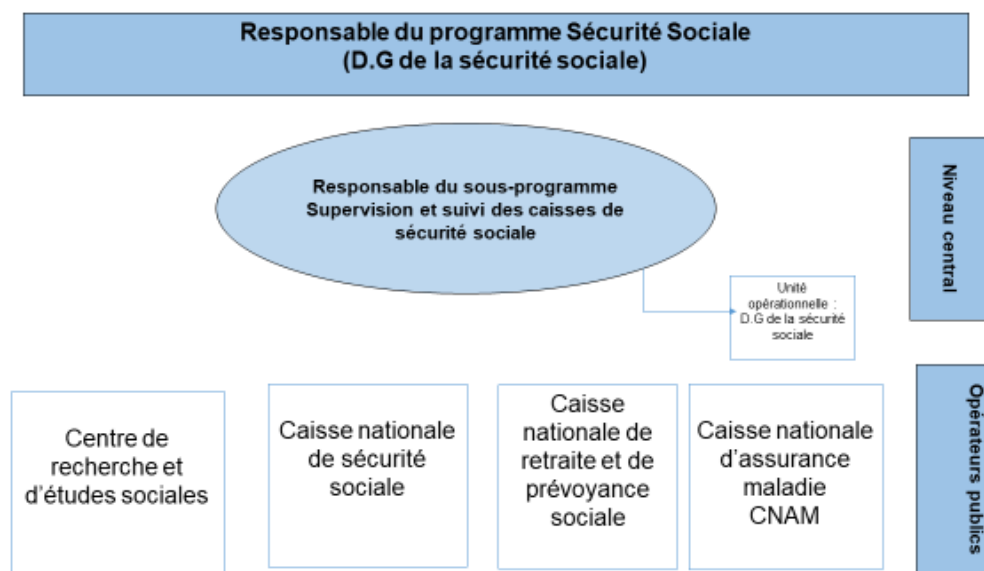 Responsable du programme Sécurité Sociale
(D.G de la sécurité sociale)
Responsable du sous-programme
Supervision et suivi des caisses de
sécurité sociale
Niveau central
Unité
opérationnelle :
D.G de la sécurité
sociale
Centre de
recherche et
d'études sociales
Caisse nationale
de sécurité
sociale
Caisse
nationale de
retraite et de
prévoyance
sociale
Caisse nationale
d'assurance
maladie
CNAM
Opérateurs publics